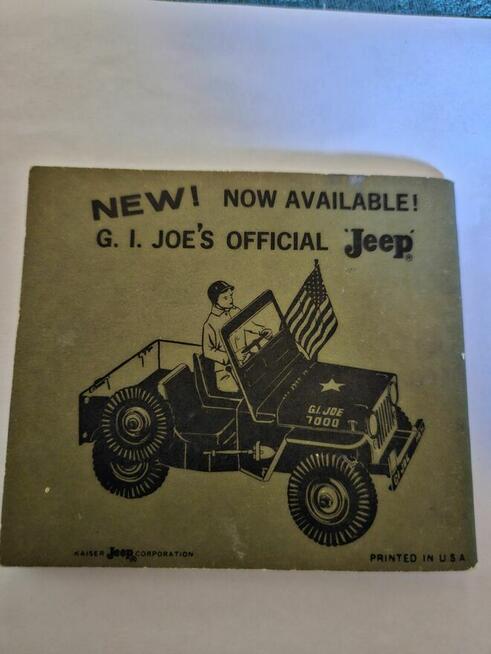 NEW! NOW AVAILABLE!
G. I. JOE'S OFFICIAL 'Jeep'®
G.I. JOE
7000
KAISER Jeep® CORPORATION
PRINTED IN U.S.A